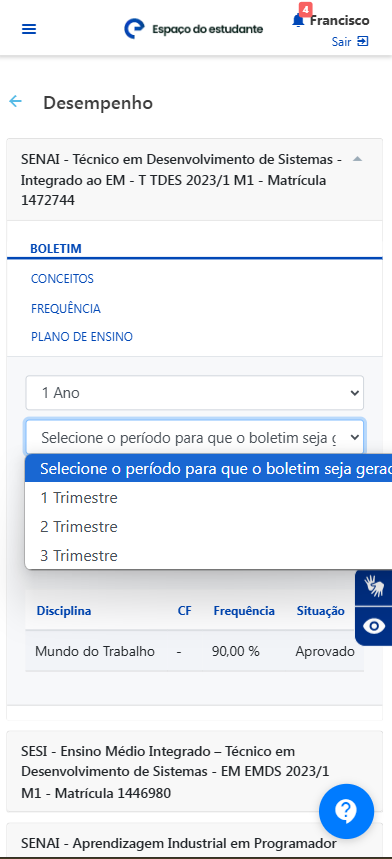 4
Francisco
Espaço do estudante
Sair
Desempenho
SENAI - Técnico em Desenvolvimento de Sistemas -
Integrado ao EM - T TDES 2023/1 M1 - Matrícula
1472744
BOLETIM
CONCEITOS
FREQUÊNCIA
PLANO DE ENSINO
1 Ano
Selecione o período para que o boletim seja g
Selecione o período para que o boletim seja gerad
1 Trimestre
2 Trimestre
3 Trimestre
Disciplina CF Frequência Situação
Mundo do Trabalho - 90,00 % Aprovado
SESI - Ensino Médio Integrado – Técnico em
Desenvolvimento de Sistemas - EM EMDS 2023/1
M1 - Matrícula 1446980
SENAI - Aprendizagem Industrial em Programador